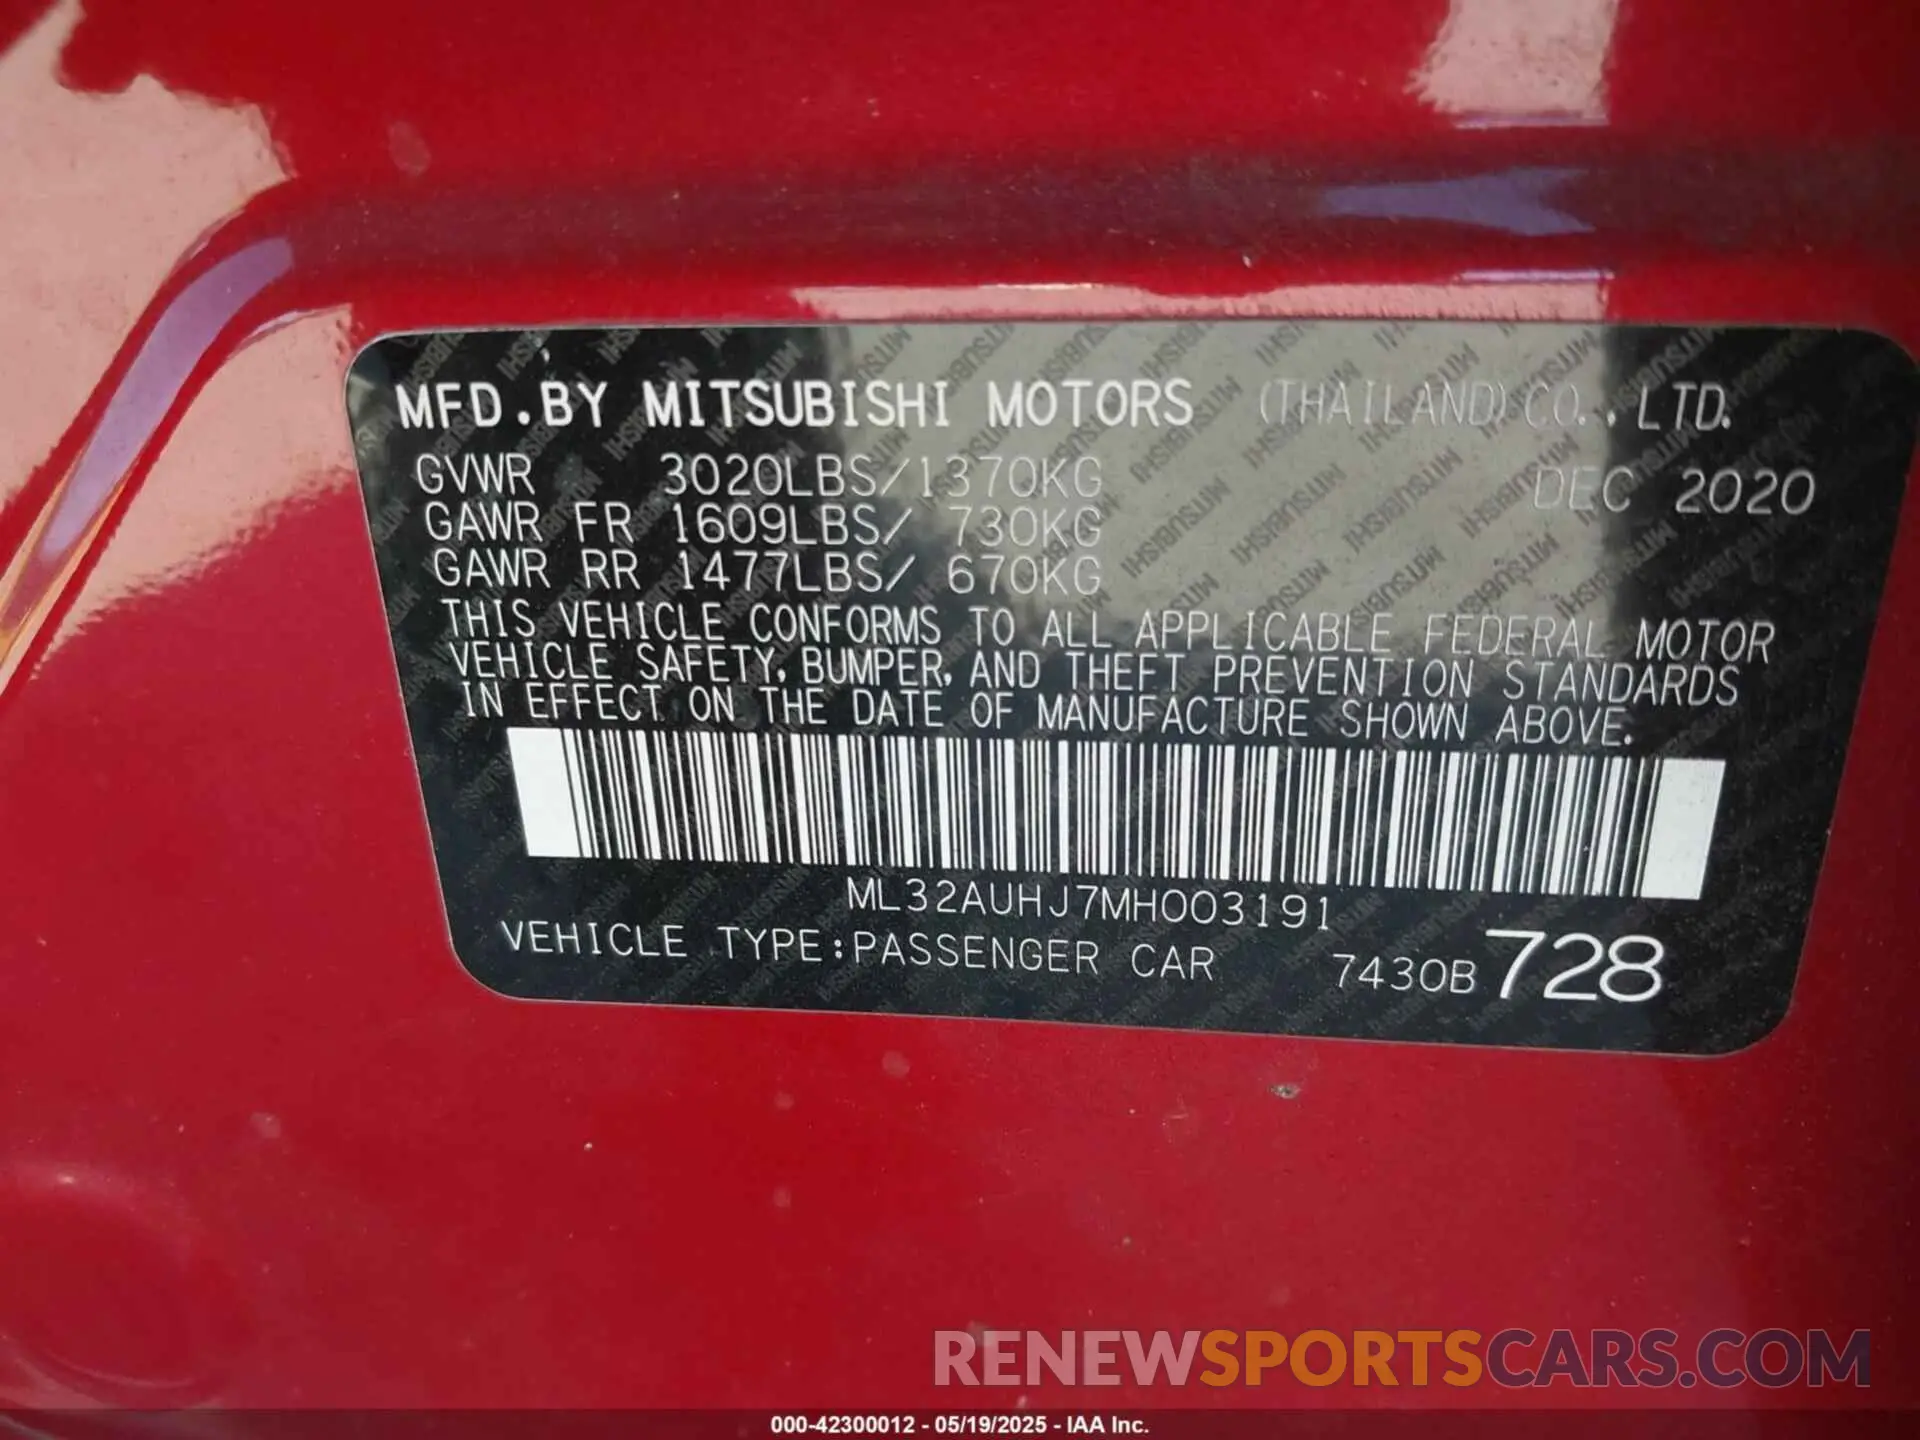 MFD.BY MITSUBISHI MOTORS (THAILAND)CO.,LTD.
GVWR 3020LBS/1370KG DEC 2020
GAWR FR 1609LBS/ 730KG
GAWR RR 1477LBS/ 670KG
THIS VEHICLE CONFORMS TO ALL APPLICABLE FEDERAL MOTOR
VEHICLE SAFETY, BUMPER, AND THEFT PREVENTION STANDARDS
IN EFFECT ON THE DATE OF MANUFACTURE SHOWN ABOVE.
ML32AUHJ7MH003191
VEHICLE TYPE:PASSENGER CAR 7430B 728
RENEWSPORTSCARS.COM
000-42300012 - 05/19/2025 - IAA Inc.